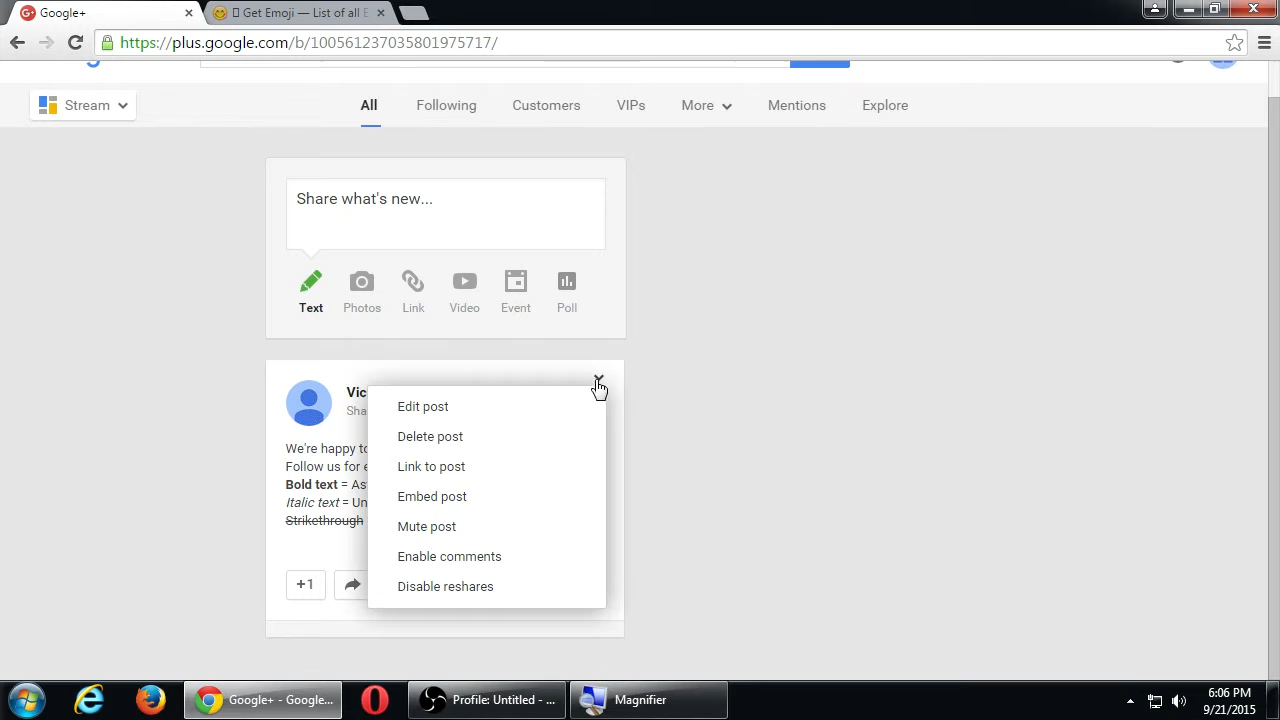 Google+
Get Emoji — List of all E
https://plus.google.com/b/100561237035801975717/
Stream
All
Following
Customers
VIPs
More
Mentions
Explore
Share what's new...
Text
Photos
Link
Video
Event
Poll
Vic
Sha
We're happy to
Follow us for e
Bold text = As
Italic text = Un
Strikethrough
+1
Edit post
Delete post
Link to post
Embed post
Mute post
Enable comments
Disable reshares
Google+ - Google...
Profile: Untitled - ...
Magnifier
6:06 PM
9/21/2015